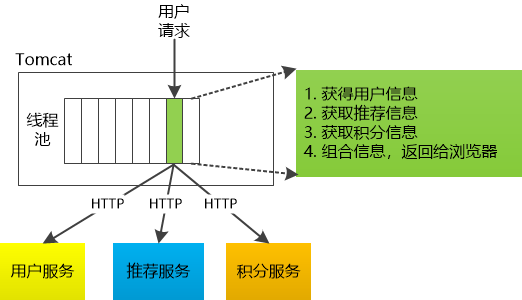 用户
请求
Tomcat
线程
池
1. 获得用户信息
2. 获取推荐信息
3. 获取积分信息
4. 组合信息，返回给浏览器
HTTP HTTP HTTP
用户服务 推荐服务 积分服务